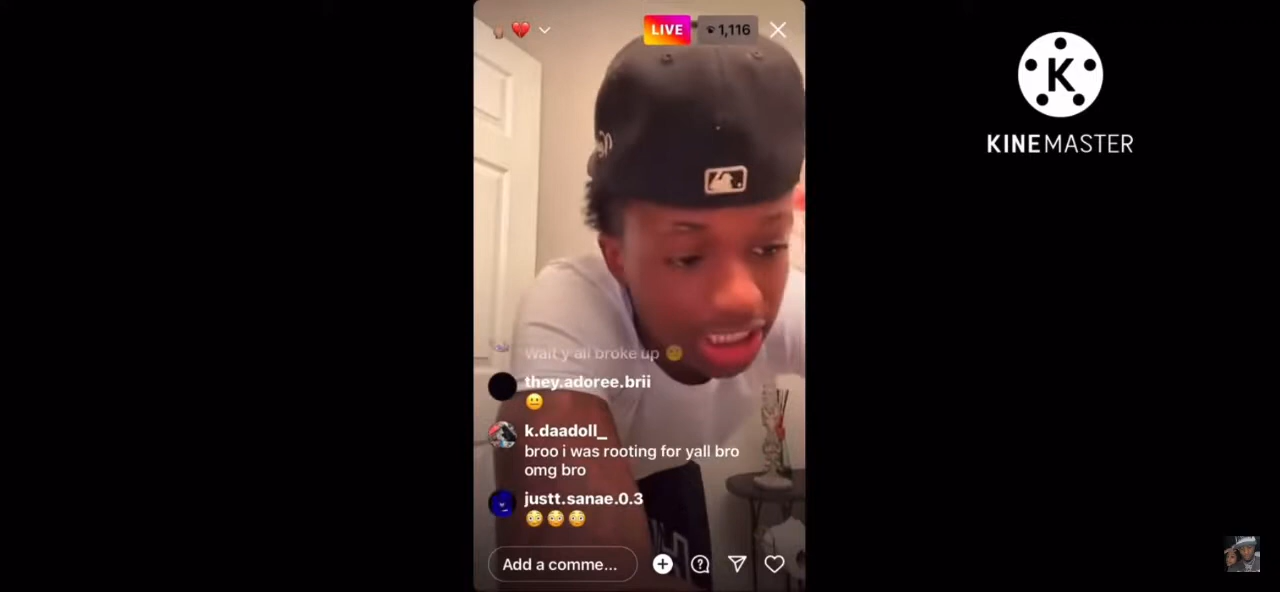 LIVE
1,116
KINEMASTER
Wait y'all broke up 😕
they.adoree.brii
😐
k.daadoll_
broo i was rooting for yall bro
omg bro
justt.sanae.0.3
😳😳😳
Add a comme...